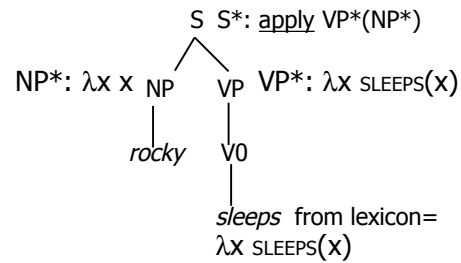 S S*: apply VP*(NP*)
NP*: λx x NP VP VP*: λx SLEEPS(x)
rocky V0
sleeps from lexicon=
λx SLEEPS(x)